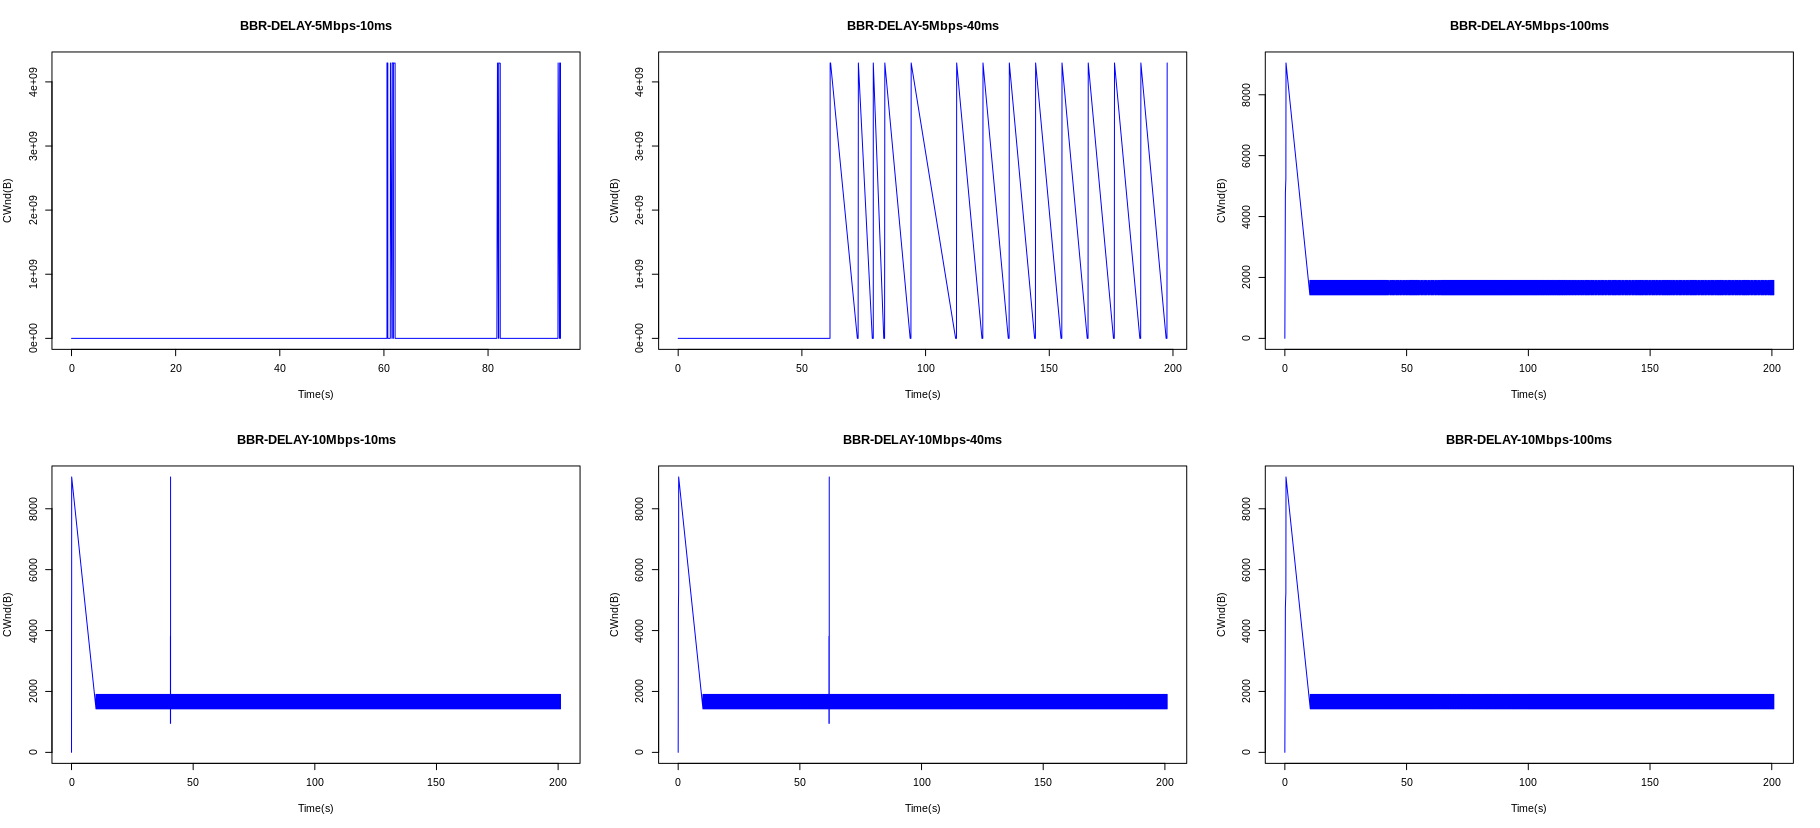 BBR-DELAY-5Mbps-10ms
CWnd(B)
4e+09
3e+09
2e+09
1e+09
0e+00
0 20 40 60 80
Time(s)
BBR-DELAY-5Mbps-40ms
CWnd(B)
4e+09
3e+09
2e+09
1e+09
0e+00
0 50 100 150 200
Time(s)
BBR-DELAY-5Mbps-100ms
CWnd(B)
8000
6000
4000
2000
0
0 50 100 150 200
Time(s)
BBR-DELAY-10Mbps-10ms
CWnd(B)
8000
6000
4000
2000
0
0 50 100 150 200
Time(s)
BBR-DELAY-10Mbps-40ms
CWnd(B)
8000
6000
4000
2000
0
0 50 100 150 200
Time(s)
BBR-DELAY-10Mbps-100ms
CWnd(B)
8000
6000
4000
2000
0
0 50 100 150 200
Time(s)